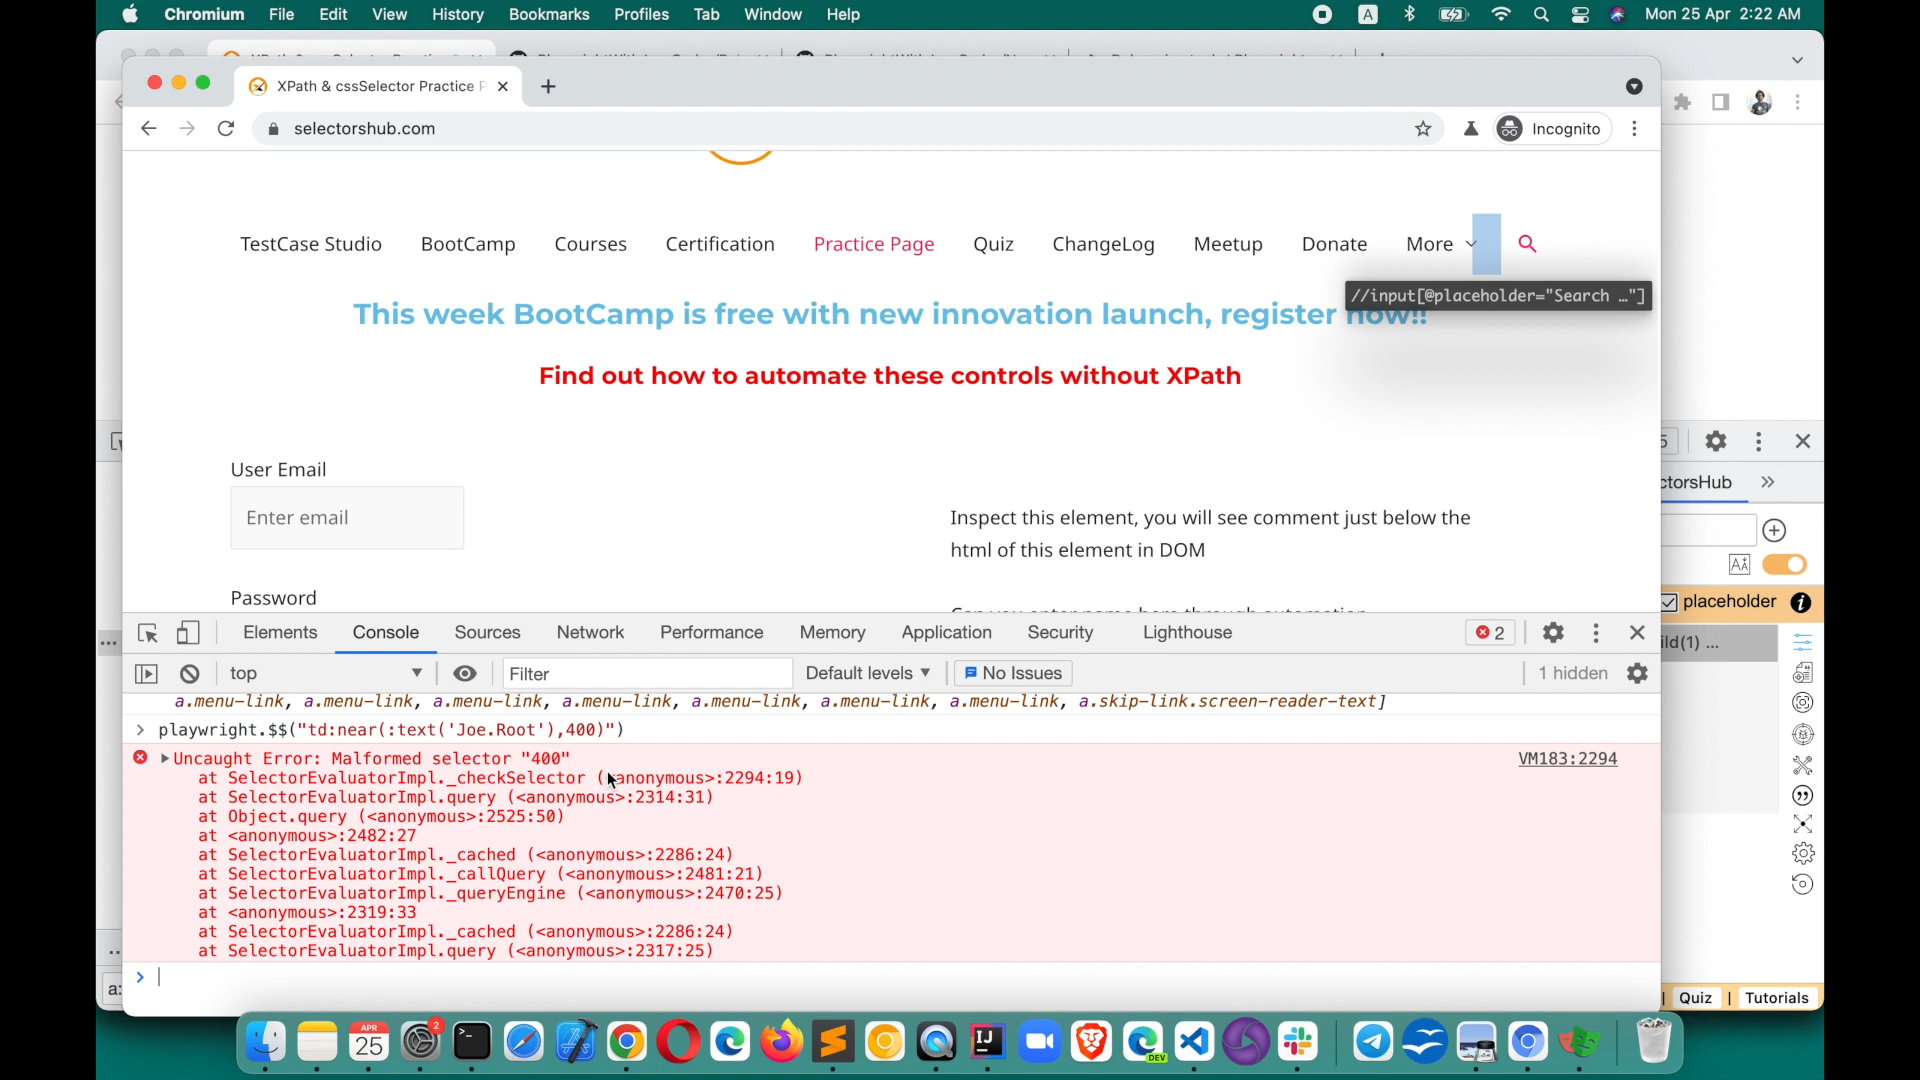 Chromium File Edit View History Bookmarks Profiles Tab Window Help A Mon 25 Apr 2:22 AM
XPath & cssSelector Practice P
selectorshub.com Incognito
TestCase Studio BootCamp Courses Certification Practice Page Quiz ChangeLog Meetup Donate More
//input[@placeholder="Search …"]
This week BootCamp is free with new innovation launch, register now!!
Find out how to automate these controls without XPath
User Email
Enter email
Inspect this element, you will see comment just below the
html of this element in DOM
Password
ctorsHub
placeholder
ild(1) ...
Elements Console Sources Network Performance Memory Application Security Lighthouse 2
top Filter Default levels No Issues 1 hidden
a.menu-link, a.menu-link, a.menu-link, a.menu-link, a.menu-link, a.menu-link, a.menu-link, a.skip-link.screen-reader-text]
> playwright.$$("td:near(:text('Joe.Root'),400)")
Uncaught Error: Malformed selector "400" VM183:2294
at SelectorEvaluatorImpl._checkSelector (<anonymous>:2294:19)
at SelectorEvaluatorImpl.query (<anonymous>:2314:31)
at Object.query (<anonymous>:2525:50)
at <anonymous>:2482:27
at SelectorEvaluatorImpl._cached (<anonymous>:2286:24)
at SelectorEvaluatorImpl._callQuery (<anonymous>:2481:21)
at SelectorEvaluatorImpl._queryEngine (<anonymous>:2470:25)
at <anonymous>:2319:33
at SelectorEvaluatorImpl._cached (<anonymous>:2286:24)
at SelectorEvaluatorImpl.query (<anonymous>:2317:25)
>
a:
| Quiz | Tutorials
APR
25
2
IJ
DEV